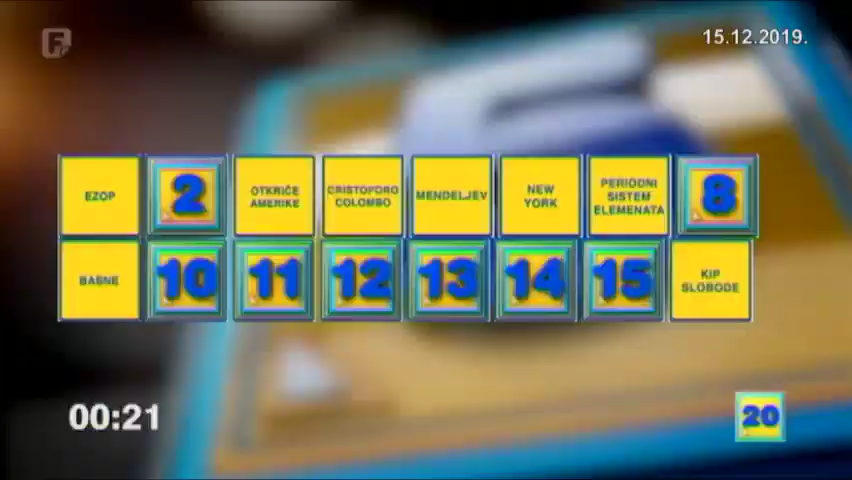 F
15.12.2019.
EZOP
2
OTKRIĆE
AMERIKE
CRISTOFORO
COLOMBO
MENDELJEV
NEW
YORK
PERIODNI
SISTEM
ELEMENATA
8
BASNE
10
11
12
13
14
15
KIP
SLOBODE
00:21
20